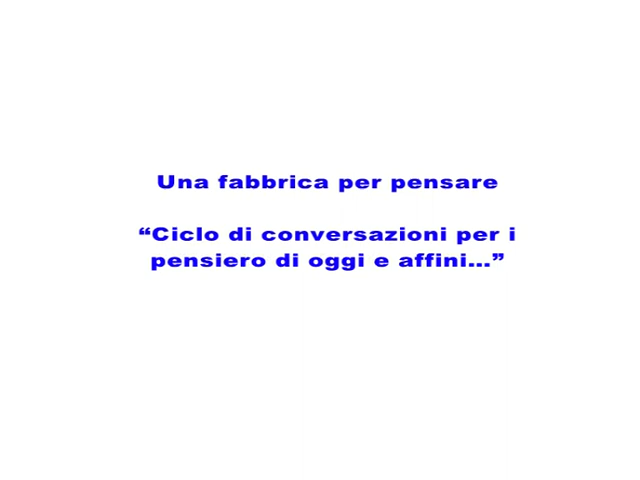 Una fabbrica per pensare
“Ciclo di conversazioni per i
pensiero di oggi e affini...”